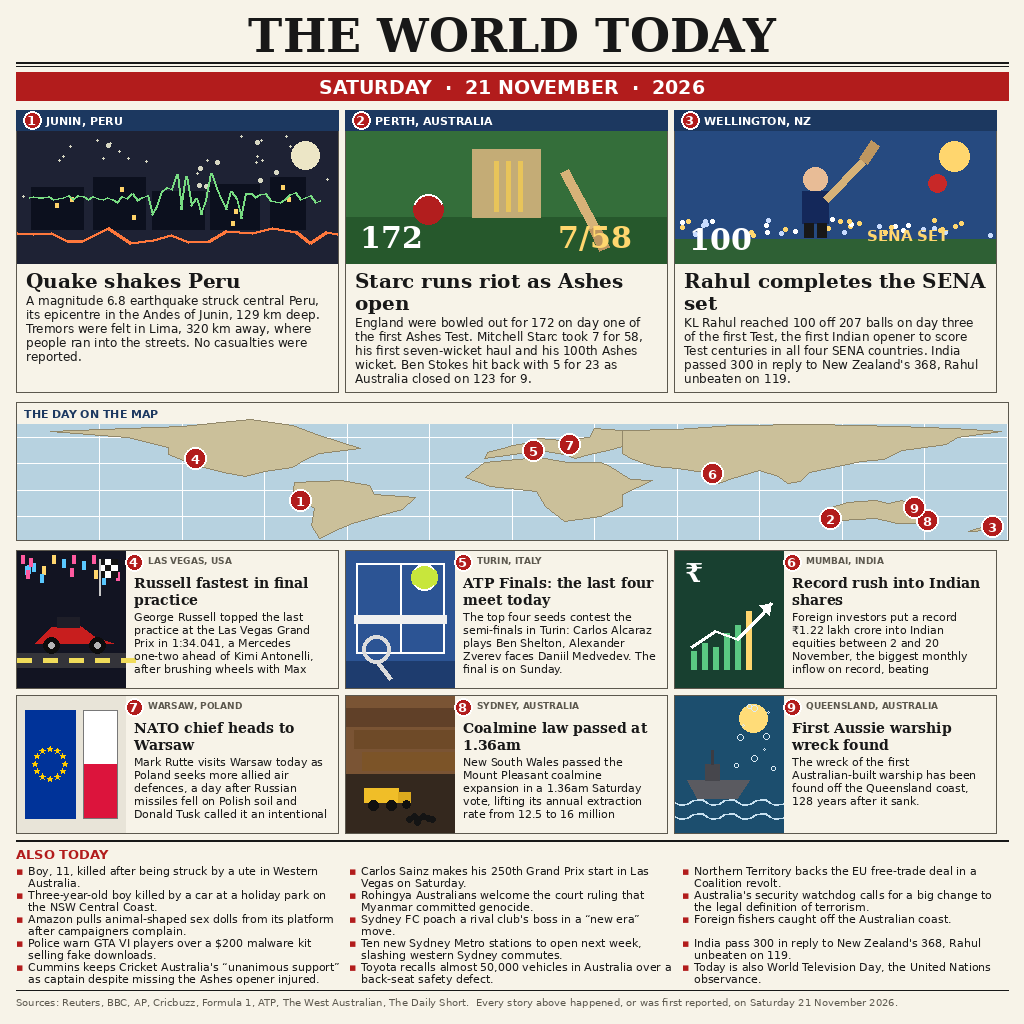 THE WORLD TODAY
SATURDAY · 21 NOVEMBER · 2026
1 JUNIN, PERU
Quake shakes Peru
A magnitude 6.8 earthquake struck central Peru,
its epicentre in the Andes of Junin, 129 km deep.
Tremors were felt in Lima, 320 km away, where
people ran into the streets. No casualties were
reported.
2 PERTH, AUSTRALIA
172
7/58
Starc runs riot as Ashes
open
England were bowled out for 172 on day one of
the first Ashes Test. Mitchell Starc took 7 for 58,
his first seven-wicket haul and his 100th Ashes
wicket. Ben Stokes hit back with 5 for 23 as
Australia closed on 123 for 9.
3 WELLINGTON, NZ
100
SENA SET
Rahul completes the SENA
set
KL Rahul reached 100 off 207 balls on day three
of the first Test, the first Indian opener to score
Test centuries in all four SENA countries. India
passed 300 in reply to New Zealand's 368, Rahul
unbeaten on 119.
THE DAY ON THE MAP
4
5
7
6
1
9
2
8
3
4 LAS VEGAS, USA
Russell fastest in final
practice
George Russell topped the last
practice at the Las Vegas Grand
Prix in 1:34.041, a Mercedes
one-two ahead of Kimi Antonelli,
after brushing wheels with Max
5 TURIN, ITALY
ATP Finals: the last four
meet today
The top four seeds contest the
semi-finals in Turin: Carlos Alcaraz
plays Ben Shelton, Alexander
Zverev faces Daniil Medvedev. The
final is on Sunday.
₹
6 MUMBAI, INDIA
Record rush into Indian
shares
Foreign investors put a record
₹1.22 lakh crore into Indian
equities between 2 and 20
November, the biggest monthly
inflow on record, beating
7 WARSAW, POLAND
NATO chief heads to
Warsaw
Mark Rutte visits Warsaw today as
Poland seeks more allied air
defences, a day after Russian
missiles fell on Polish soil and
Donald Tusk called it an intentional
8 SYDNEY, AUSTRALIA
Coalmine law passed at
1.36am
New South Wales passed the
Mount Pleasant coalmine
expansion in a 1.36am Saturday
vote, lifting its annual extraction
rate from 12.5 to 16 million
9 QUEENSLAND, AUSTRALIA
First Aussie warship
wreck found
The wreck of the first
Australian-built warship has been
found off the Queensland coast,
128 years after it sank.
ALSO TODAY
▪ Boy, 11, killed after being struck by a ute in Western
Australia.
▪ Three-year-old boy killed by a car at a holiday park on
the NSW Central Coast.
▪ Amazon pulls animal-shaped sex dolls from its platform
after campaigners complain.
▪ Police warn GTA VI players over a $200 malware kit
selling fake downloads.
▪ Cummins keeps Cricket Australia's “unanimous support”
as captain despite missing the Ashes opener injured.
▪ Carlos Sainz makes his 250th Grand Prix start in Las
Vegas on Saturday.
▪ Rohingya Australians welcome the court ruling that
Myanmar committed genocide.
▪ Sydney FC poach a rival club's boss in a “new era”
move.
▪ Ten new Sydney Metro stations to open next week,
slashing western Sydney commutes.
▪ Toyota recalls almost 50,000 vehicles in Australia over a
back-seat safety defect.
▪ Northern Territory backs the EU free-trade deal in a
Coalition revolt.
▪ Australia's security watchdog calls for a big change to
the legal definition of terrorism.
▪ Foreign fishers caught off the Australian coast.
▪ India pass 300 in reply to New Zealand's 368, Rahul
unbeaten on 119.
▪ Today is also World Television Day, the United Nations
observance.
Sources: Reuters, BBC, AP, Cricbuzz, Formula 1, ATP, The West Australian, The Daily Short. Every story above happened, or was first reported, on Saturday 21 November 2026.